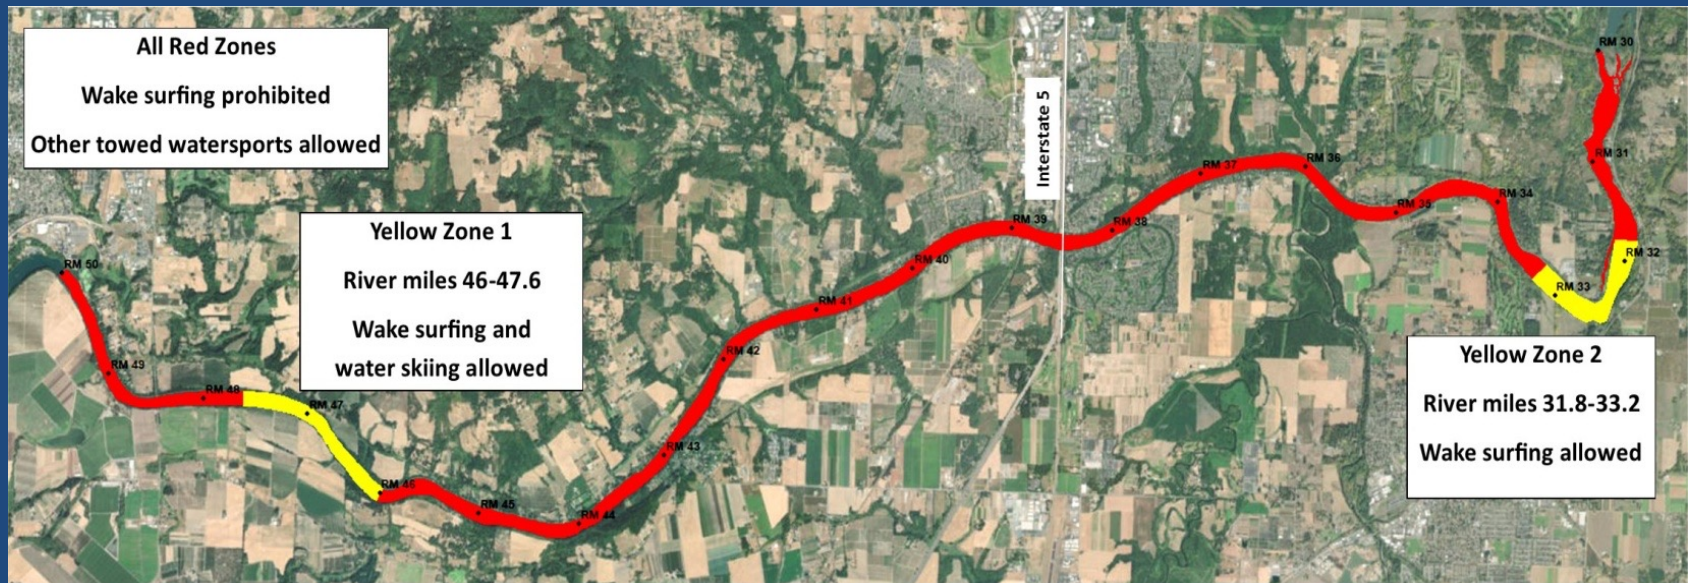 All Red Zones
Wake surfing prohibited
Other towed watersports allowed
Yellow Zone 1
River miles 46-47.6
Wake surfing and
water skiing allowed
Interstate 5
Yellow Zone 2
River miles 31.8-33.2
Wake surfing allowed
RM 50
RM 49
RM 48
RM 47
RM 46
RM 45
RM 44
RM 43
RM 42
RM 41
RM 40
RM 39
RM 38
RM 37
RM 36
RM 35
RM 34
RM 33
RM 32
RM 31
RM 30